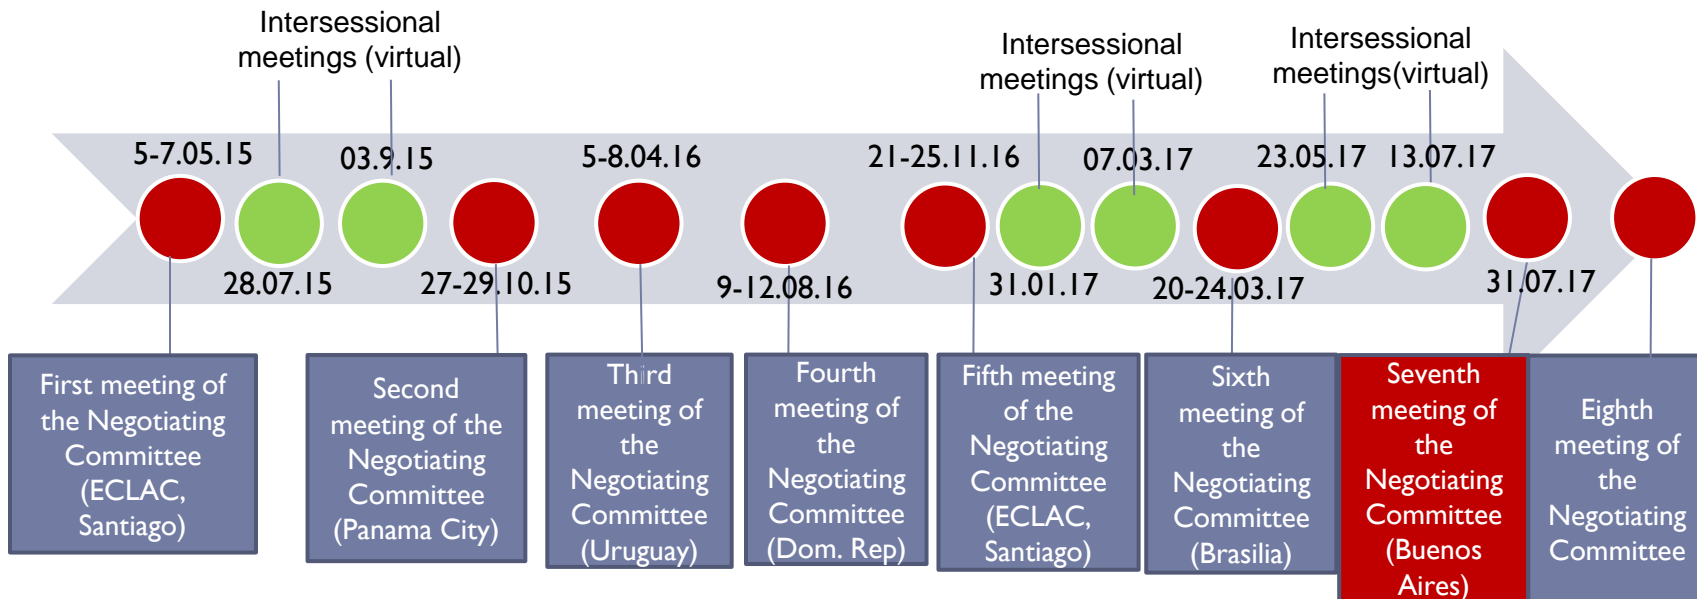 Intersessional
meetings (virtual)
Intersessional
meetings (virtual)
Intersessional
meetings(virtual)
5-7.05.15
03.9.15
5-8.04.16
21-25.11.16
07.03.17
23.05.17
13.07.17
28.07.15
27-29.10.15
9-12.08.16
31.01.17
20-24.03.17
31.07.17
First meeting of
the Negotiating
Committee
(ECLAC,
Santiago)
Second
meeting of the
Negotiating
Committee
(Panama City)
Third
meeting of
the
Negotiating
Committee
(Uruguay)
Fourth
meeting of
the
Negotiating
Committee
(Dom. Rep)
Fifth meeting
of the
Negotiating
Committee
(ECLAC,
Santiago)
Sixth
meeting of
the
Negotiating
Committee
(Brasilia)
Seventh
meeting of
the
Negotiating
Committee
(Buenos
Aires)
Eighth
meeting of
the
Negotiating
Committee